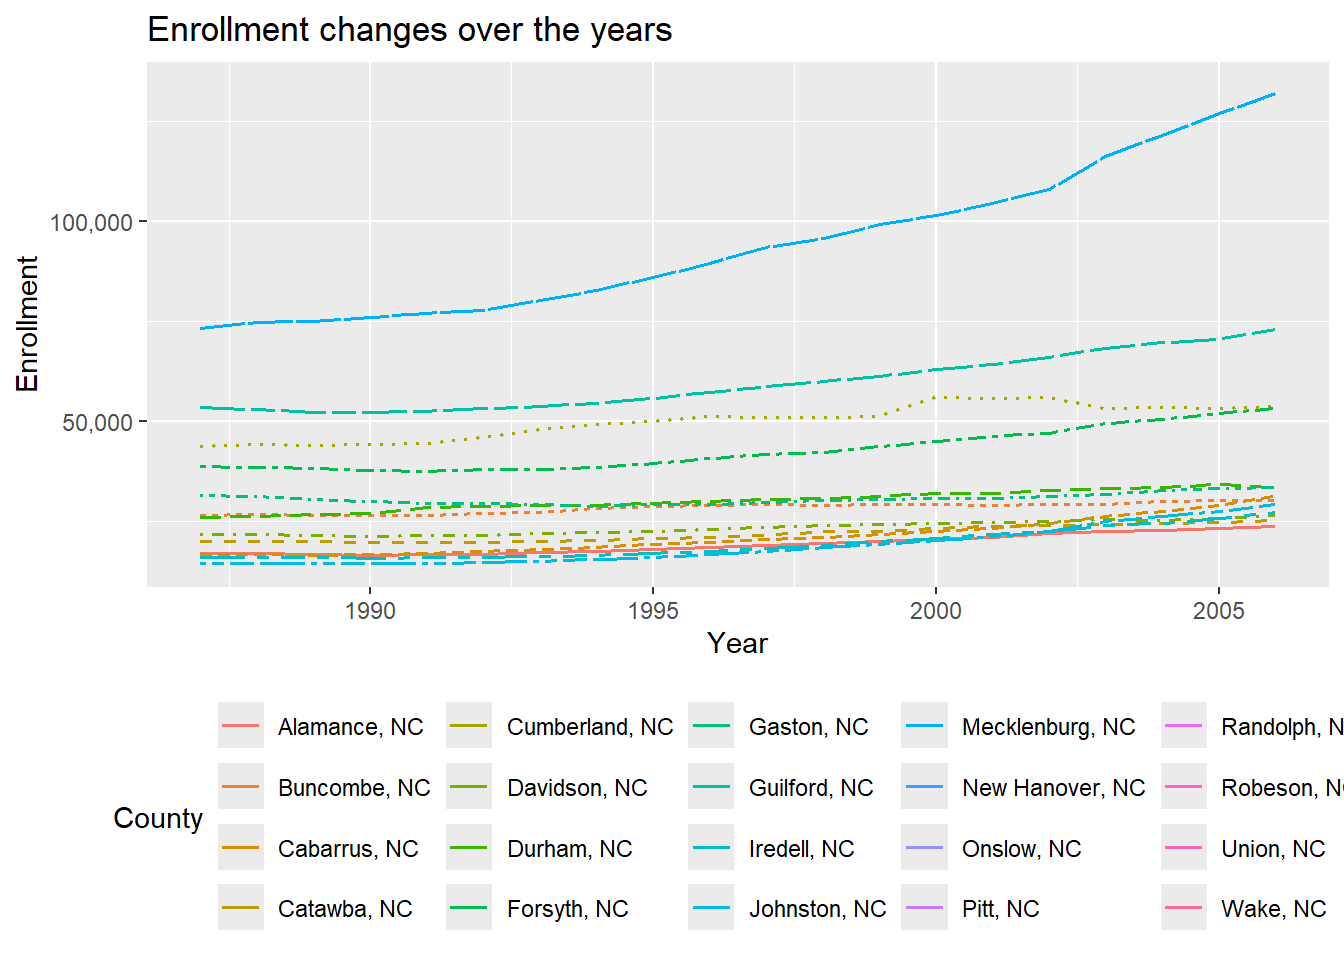 Enrollment changes over the years
100,000
50,000
Enrollment
1990 1995 2000 2005
Year
County
Alamance, NC Cumberland, NC Gaston, NC Mecklenburg, NC Randolph, N
Buncombe, NC Davidson, NC Guilford, NC New Hanover, NC Robeson, NC
Cabarrus, NC Durham, NC Iredell, NC Onslow, NC Union, NC
Catawba, NC Forsyth, NC Johnston, NC Pitt, NC Wake, NC